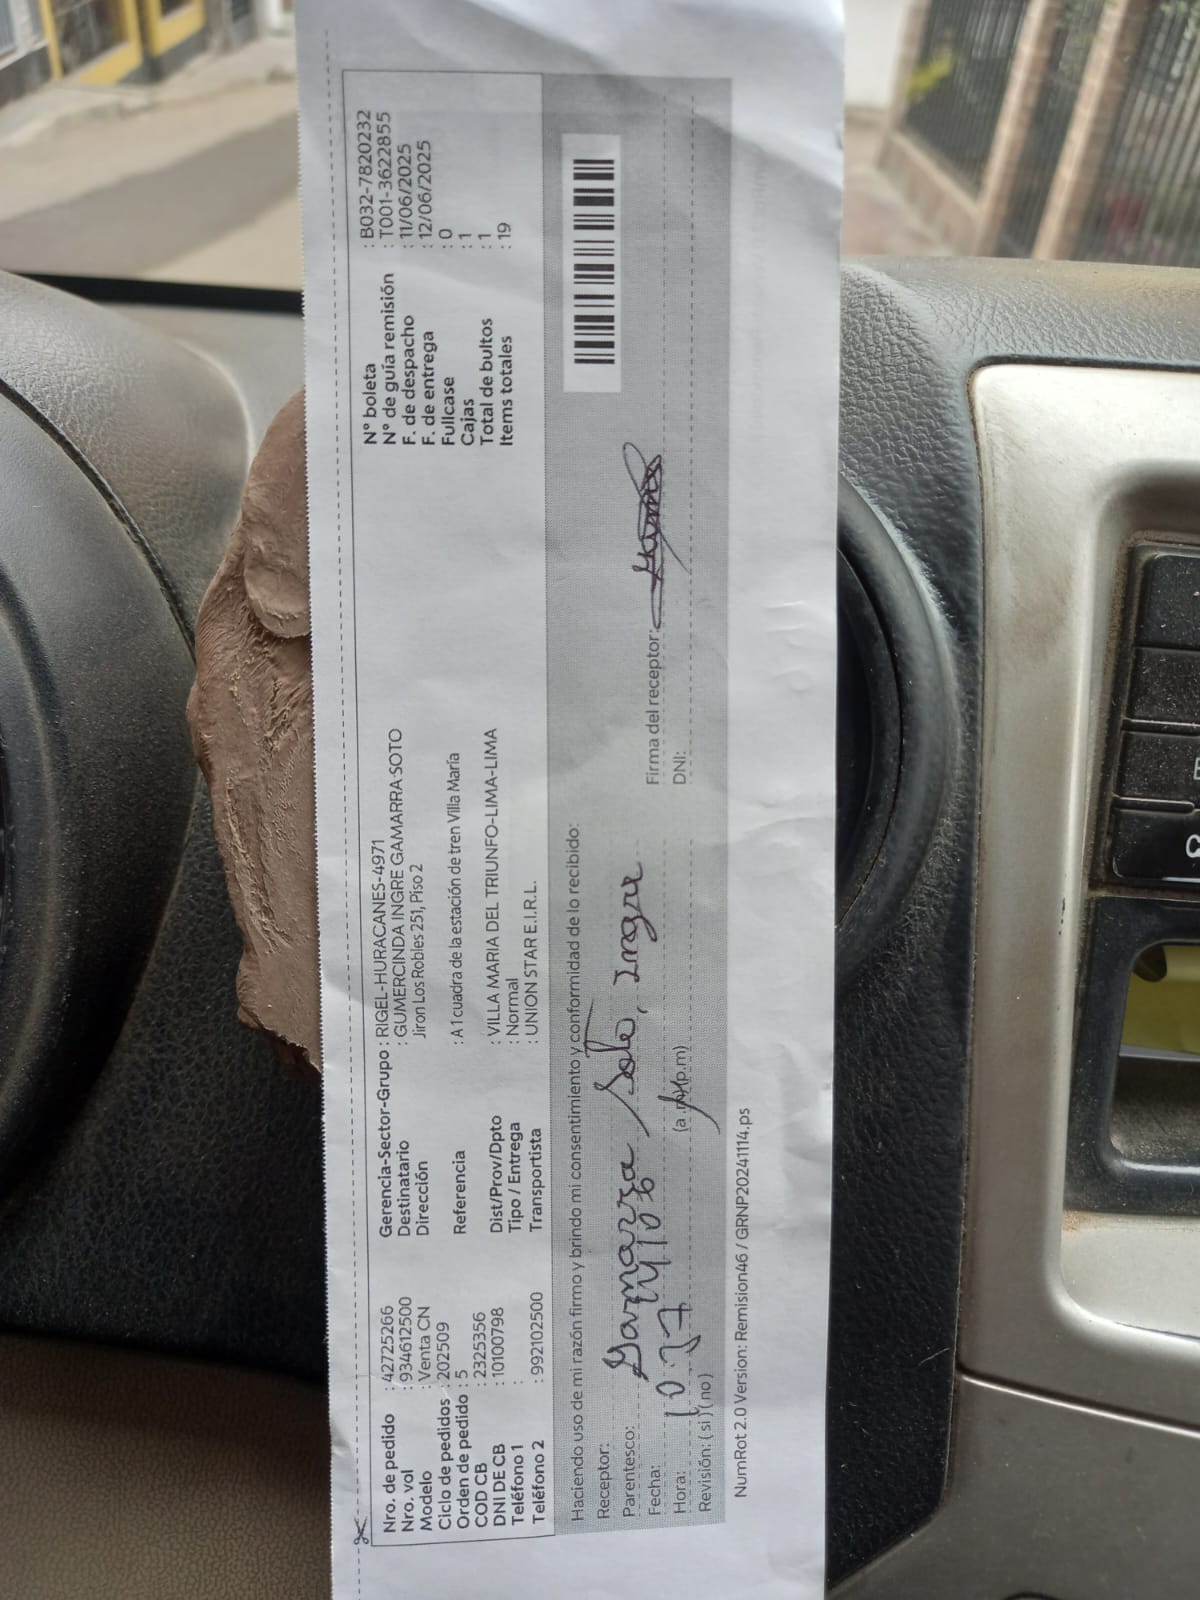 Nro. de pedido : 42725266
Nro. val : 934612500
Modelo : Venta CN
Ciclo de pedidos : 202509
Orden de pedido : 5
COD CB : 2325356
DNI DE CB : 10100798
Teléfono 1 :
Teléfono 2 : 992102500
Gerencia-Sector-Grupo : RIGEL-HURACANES-4971
Destinatario : GUMERCINDA INGRE GAMARRA SOTO
Dirección Jiron Los Robles 251, Piso 2
Referencia : A 1 cuadra de la estación de tren Villa María
Dist/Prov/Dpto : VILLA MARIA DEL TRIUNFO-LIMA-LIMA
Tipo / Entrega : Normal
Transportista : UNION STAR E.I.R.L.
N° boleta : B032-7820232
N° de guía remisión : T001-3622855
F. de despacho : 11/06/2025
F. de entrega : 12/06/2025
Fullcase : 0
Cajas : 1
Total de bultos : 1
Items totales : 19
Haciendo uso de mi razón firmo y brindo mi consentimiento y conformidad de lo recibido:
Receptor: Gamarra Soto, Ingre
Parentesco:
Fecha:
Hora: (a.m)(p.m)
Revisión: ( si ) ( no )
Firma del receptor:
DNI:
NumRot 2.0 Version: Remision46 / GRNP20241114.ps